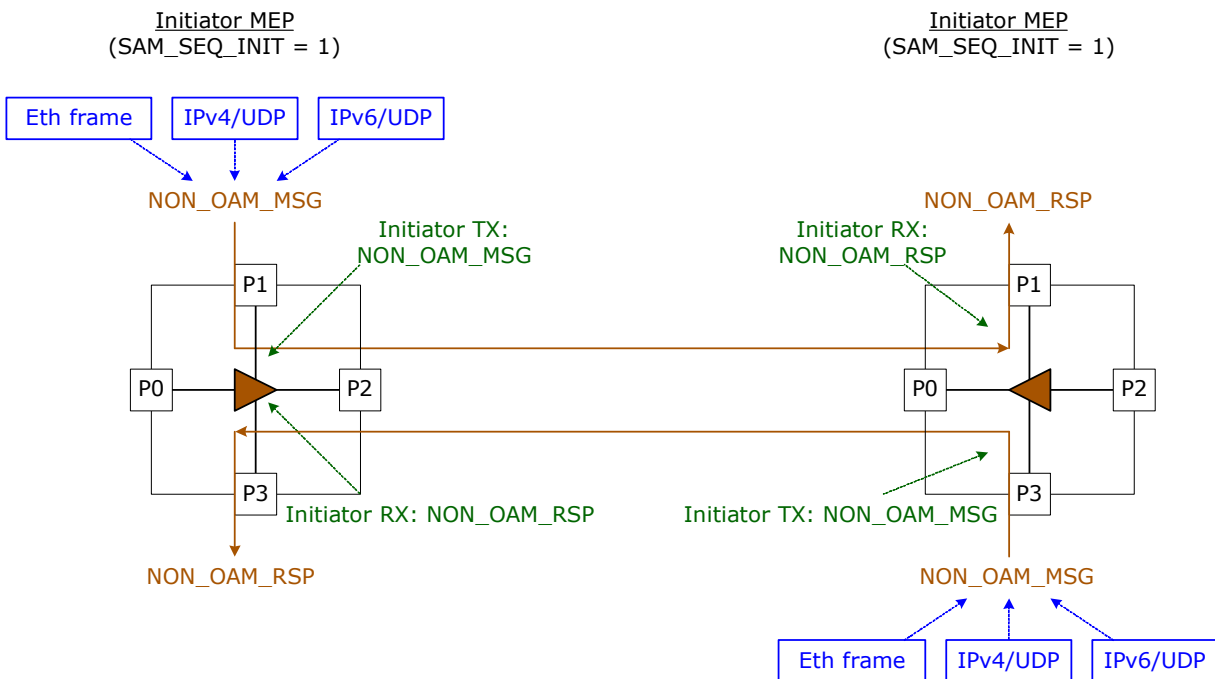 Initiator MEP
(SAM_SEQ_INIT = 1)
Initiator MEP
(SAM_SEQ_INIT = 1)
Eth frame
IPv4/UDP
IPv6/UDP
NON_OAM_MSG
NON_OAM_RSP
Initiator TX:
NON_OAM_MSG
Initiator RX:
NON_OAM_RSP
P1
P1
P0
P2
P0
P2
P3
P3
Initiator RX: NON_OAM_RSP
Initiator TX: NON_OAM_MSG
NON_OAM_RSP
NON_OAM_MSG
Eth frame
IPv4/UDP
IPv6/UDP